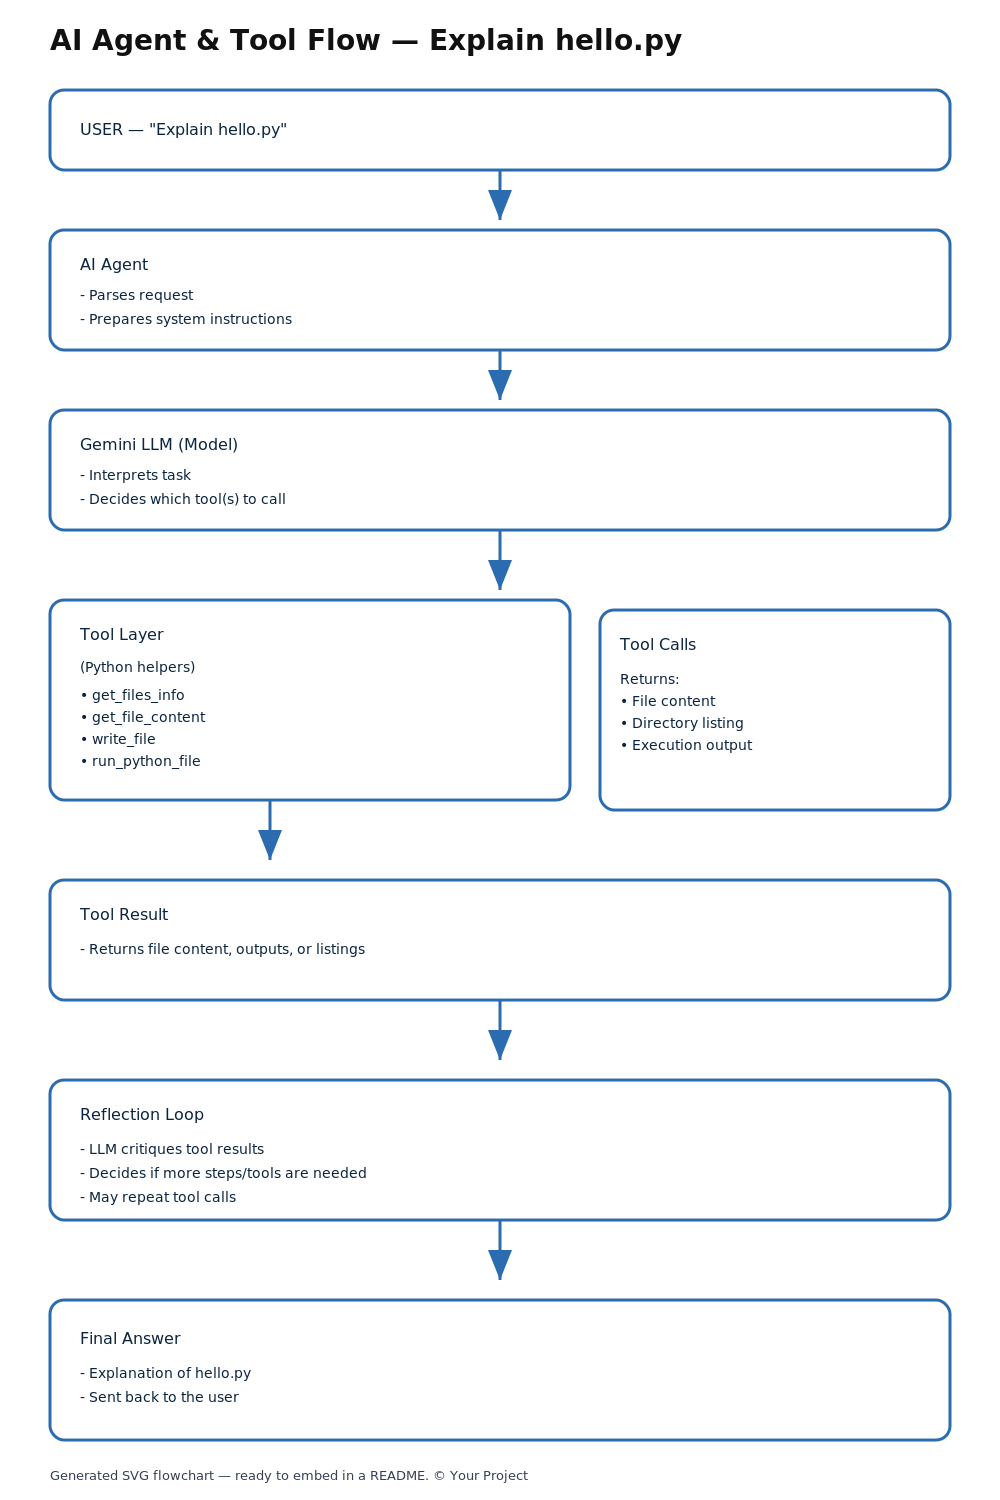 AI Agent & Tool Flow — Explain hello.py
USER — "Explain hello.py"
AI Agent
- Parses request
- Prepares system instructions
Gemini LLM (Model)
- Interprets task
- Decides which tool(s) to call
Tool Layer
(Python helpers)
• get_files_info
• get_file_content
• write_file
• run_python_file
Tool Calls
Returns:
• File content
• Directory listing
• Execution output
Tool Result
- Returns file content, outputs, or listings
Reflection Loop
- LLM critiques tool results
- Decides if more steps/tools are needed
- May repeat tool calls
Final Answer
- Explanation of hello.py
- Sent back to the user
Generated SVG flowchart — ready to embed in a README. © Your Project